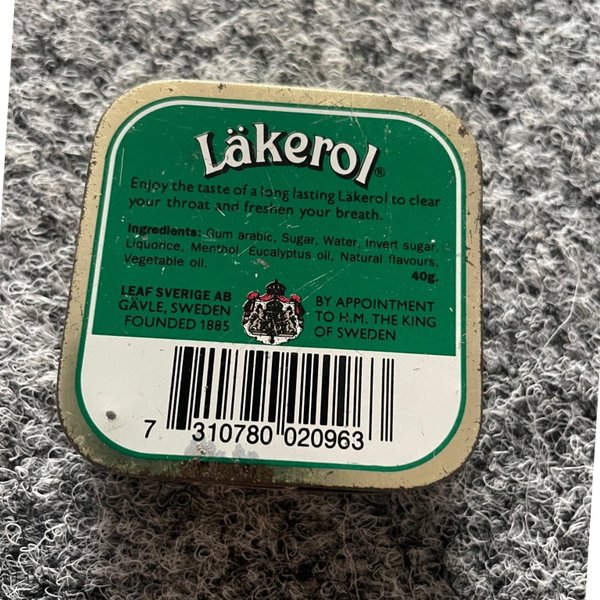 Läkerol®
Enjoy the taste of a long lasting Läkerol to clear
your throat and freshen your breath.
Ingredients: Gum arabic, Sugar, Water, Invert sugar,
Liquorice, Menthol, Eucalyptus oil, Natural flavours,
Vegetable oil.
40g.
LEAF SVERIGE AB
GÄVLE, SWEDEN
FOUNDED 1885
BY APPOINTMENT
TO H.M. THE KING
OF SWEDEN
7 310780 020963